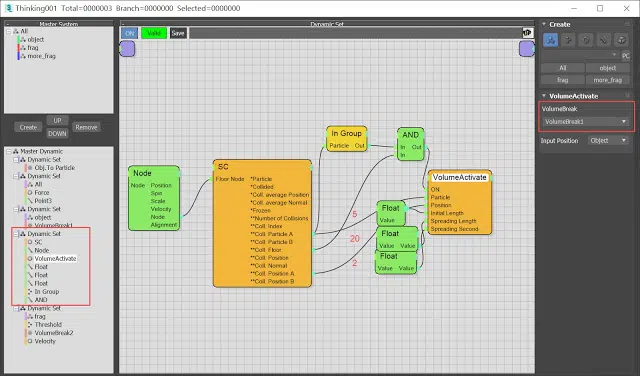 Thinking001 Total=0000003 Branch=0000000 Selected=0000000
Master System
All
object
frag
more_frag
Create
UP
DOWN
Remove
Master Dynamic
Dynamic Set
Obj.To Particle
Dynamic Set
All
Force
Point3
Dynamic Set
object
VolumeBreak1
Dynamic Set
SC
Node
VolumeActivate
Float
Float
Float
In Group
AND
Dynamic Set
frag
Threshold
VolumeBreak2
Velocity
Dynamic Set
ON
Valid
Save
Node
Node
Position
Spin
Scale
Velocity
Node
Alignment
SC
Floor Node
*Particle
*Collided
*Coll. average Position
*Coll. average Normal
*Frozen
**Number of Collisions
**Coll. Index
**Coll. Particle A
**Coll. Particle B
**Coll. Floor
**Coll. Position
**Coll. Normal
**Coll. Position A
**Coll. Position B
In Group
Particle Out
AND
In Out
In
5
20
2
Float
Value
Float
Value Value
Float
Value Value
VolumeActivate
ON
Particle
Position
Initial Length
Spreading Length
Spreading Second
Create
PC
All
object
frag
more_frag
VolumeActivate
VolumeBreak
VolumeBreak1
Input Position
Object